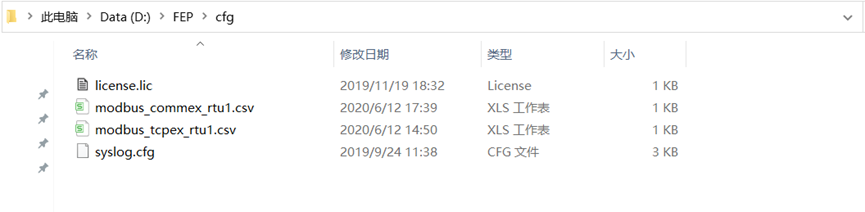 此电脑 > Data (D:) > FEP > cfg
名称 修改日期 类型 大小
license.lic 2019/11/19 18:32 License 1 KB
modbus_commex_rtu1.csv 2020/6/12 17:39 XLS 工作表 1 KB
modbus_tcpex_rtu1.csv 2020/6/12 14:50 XLS 工作表 1 KB
syslog.cfg 2019/9/24 11:38 CFG 文件 3 KB